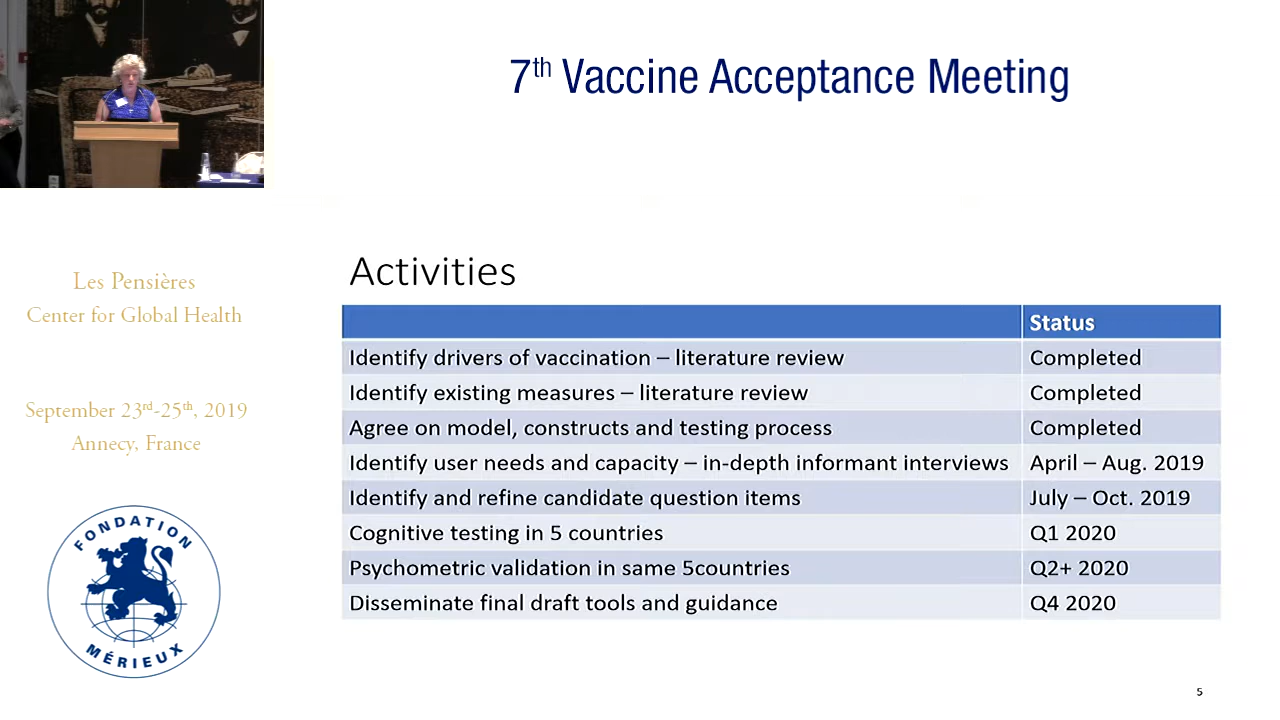 7th Vaccine Acceptance Meeting
Les Pensières
Center for Global Health
September 23rd-25th, 2019
Annecy, France
FONDATION
MÉRIEUX
Activities
Status
Identify drivers of vaccination – literature review Completed
Identify existing measures – literature review Completed
Agree on model, constructs and testing process Completed
Identify user needs and capacity – in-depth informant interviews April – Aug. 2019
Identify and refine candidate question items July – Oct. 2019
Cognitive testing in 5 countries Q1 2020
Psychometric validation in same 5countries Q2+ 2020
Disseminate final draft tools and guidance Q4 2020
5